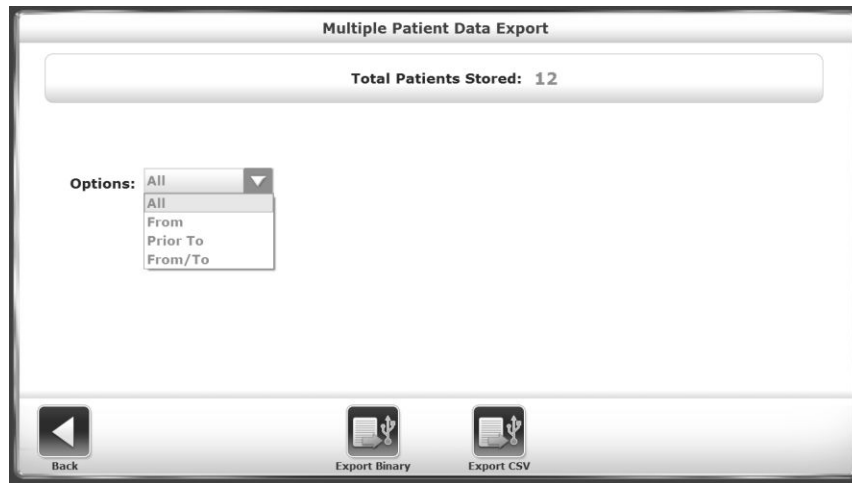 Multiple Patient Data Export
Total Patients Stored: 12
Options: All
All
From
Prior To
From/To
Back Export Binary Export CSV